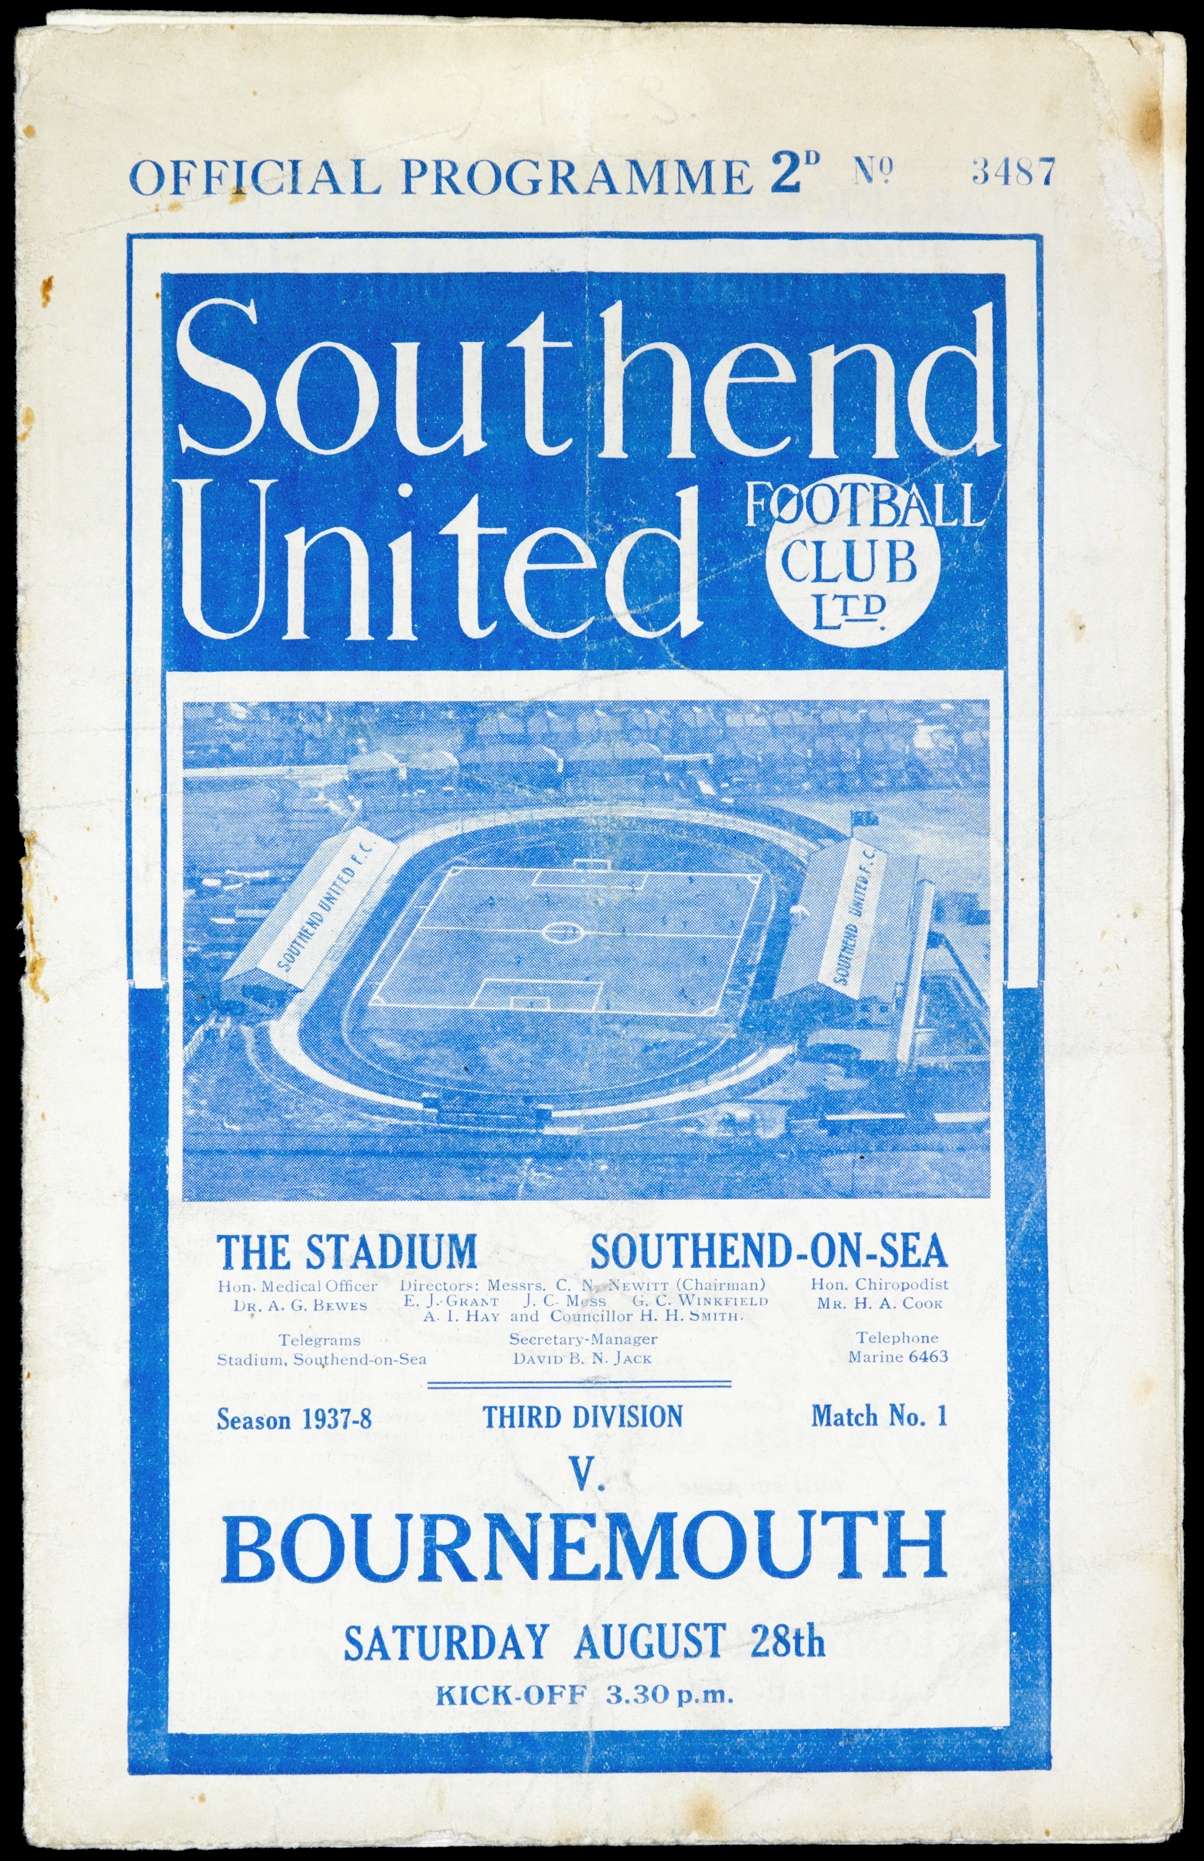 OFFICIAL PROGRAMME 2D No 3487
Southend
United
FOOTBALL
CLUB
LTD.
SOUTHEND UNITED F.C.
SOUTHEND UNITED F.C.
THE STADIUM SOUTHEND-ON-SEA
Hon. Medical Officer Directors: Messrs. C. N. NEWITT (Chairman) Hon. Chiropodist
DR. A. G. BEWES E. J. GRANT J. C. MOSS G. C. WINKFIELD MR. H. A. COOK
A. I. HAY and Councillor H. H. SMITH.
Telegrams Secretary-Manager Telephone
Stadium, Southend-on-Sea DAVID B. N. JACK Marine 6463
Season 1937-8 THIRD DIVISION Match No. 1
V.
BOURNEMOUTH
SATURDAY AUGUST 28th
KICK-OFF 3.30 p.m.